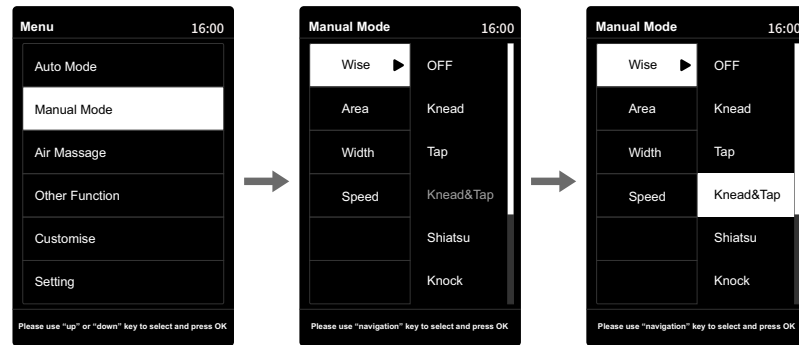 Menu 16:00
Auto Mode
Manual Mode
Air Massage
Other Function
Customise
Setting
Please use “up” or “down” key to select and press OK
Manual Mode 16:00
Wise OFF
Area Knead
Width Tap
Speed Knead&Tap
Shiatsu
Knock
Please use “navigation” key to select and press OK
Manual Mode 16:00
Wise OFF
Area Knead
Width Tap
Speed Knead&Tap
Shiatsu
Knock
Please use “navigation” key to select and press OK